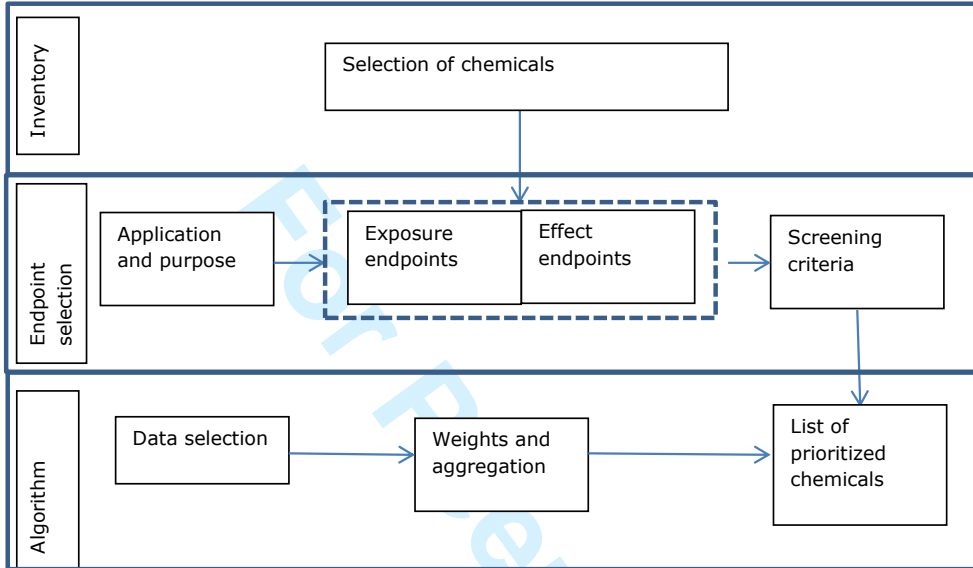 Inventory
Selection of chemicals
Endpoint
selection
Application
and purpose
Exposure
endpoints
Effect
endpoints
Screening
criteria
Algorithm
Data selection
Weights and
aggregation
List of
prioritized
chemicals
For